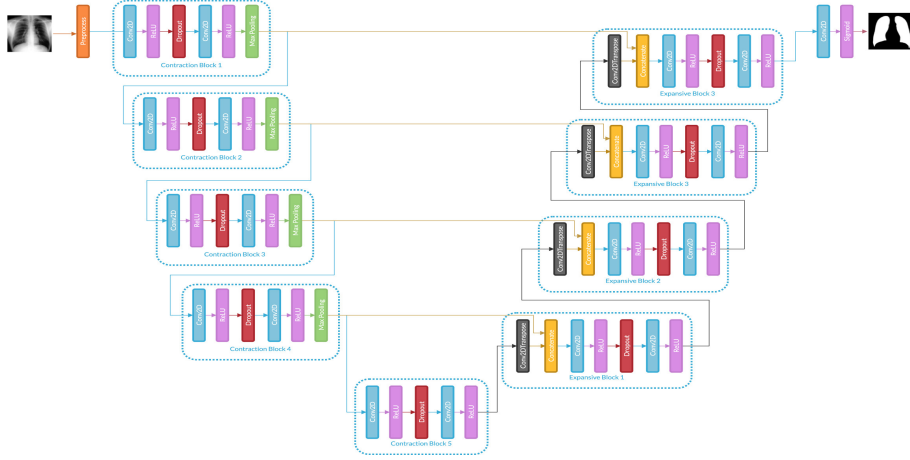 Preprocess
Conv2D
ReLU
Dropout
Conv2D
ReLU
Max Pooling
Contraction Block 1
Conv2D
ReLU
Dropout
Conv2D
ReLU
Max Pooling
Contraction Block 2
Conv2D
ReLU
Dropout
Conv2D
ReLU
Max Pooling
Contraction Block 3
Conv2D
ReLU
Dropout
Conv2D
ReLU
Max Pooling
Contraction Block 4
Conv2D
ReLU
Dropout
Conv2D
ReLU
Contraction Block 5
Conv2DTranspose
Concatenate
Conv2D
ReLU
Dropout
Conv2D
ReLU
Expansive Block 1
Conv2DTranspose
Concatenate
Conv2D
ReLU
Dropout
Conv2D
ReLU
Expansive Block 2
Conv2DTranspose
Concatenate
Conv2D
ReLU
Dropout
Conv2D
ReLU
Expansive Block 3
Conv2DTranspose
Concatenate
Conv2D
ReLU
Dropout
Conv2D
ReLU
Expansive Block 3
Conv2D
Sigmoid